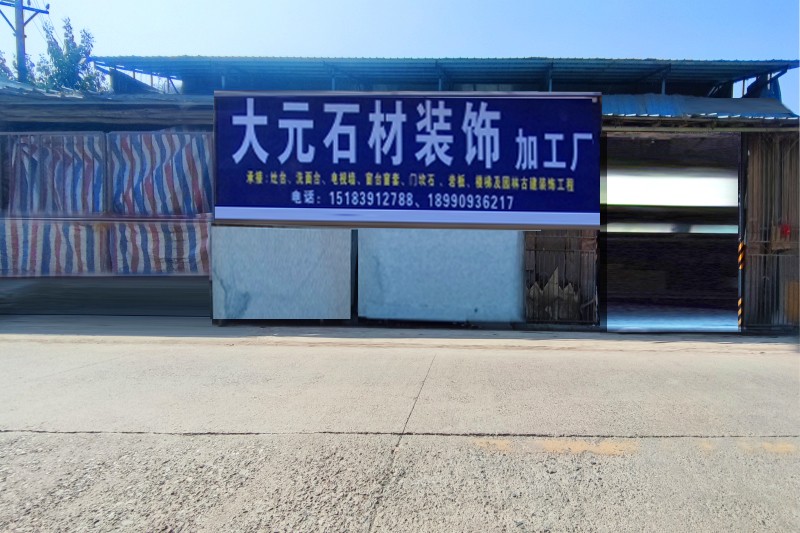 大元石材装饰 加工厂
承接:灶台、洗面台、电视墙、窗台窗套、门坎石、岩板、楼梯及园林古建装饰工程
电话:15183912788、18990936217